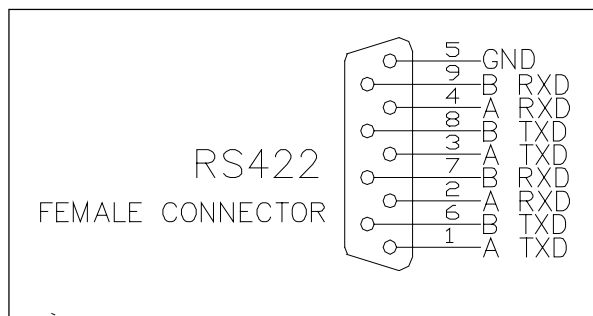 5 GND
9 B RXD
4 A RXD
8 B TXD
3 A TXD
7 B RXD
2 A RXD
6 B TXD
1 A TXD
RS422
FEMALE CONNECTOR